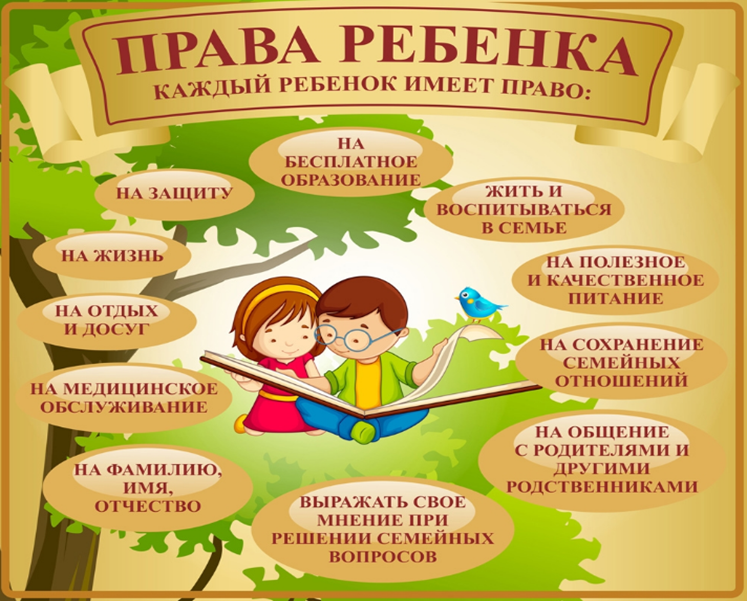 ПРАВА РЕБЕНКА
КАЖДЫЙ РЕБЕНОК ИМЕЕТ ПРАВО:
НА
БЕСПЛАТНОЕ
ОБРАЗОВАНИЕ
НА ЗАЩИТУ
ЖИТЬ И
ВОСПИТЫВАТЬСЯ
В СЕМЬЕ
НА ЖИЗНЬ
НА ПОЛЕЗНОЕ
И КАЧЕСТВЕННОЕ
ПИТАНИЕ
НА ОТДЫХ
И ДОСУГ
НА СОХРАНЕНИЕ
СЕМЕЙНЫХ
ОТНОШЕНИЙ
НА МЕДИЦИНСКОЕ
ОБСЛУЖИВАНИЕ
НА ОБЩЕНИЕ
С РОДИТЕЛЯМИ И
ДРУГИМИ
РОДСТВЕННИКАМИ
НА ФАМИЛИЮ,
ИМЯ,
ОТЧЕСТВО
ВЫРАЖАТЬ СВОЕ
МНЕНИЕ ПРИ
РЕШЕНИИ СЕМЕЙНЫХ
ВОПРОСОВ